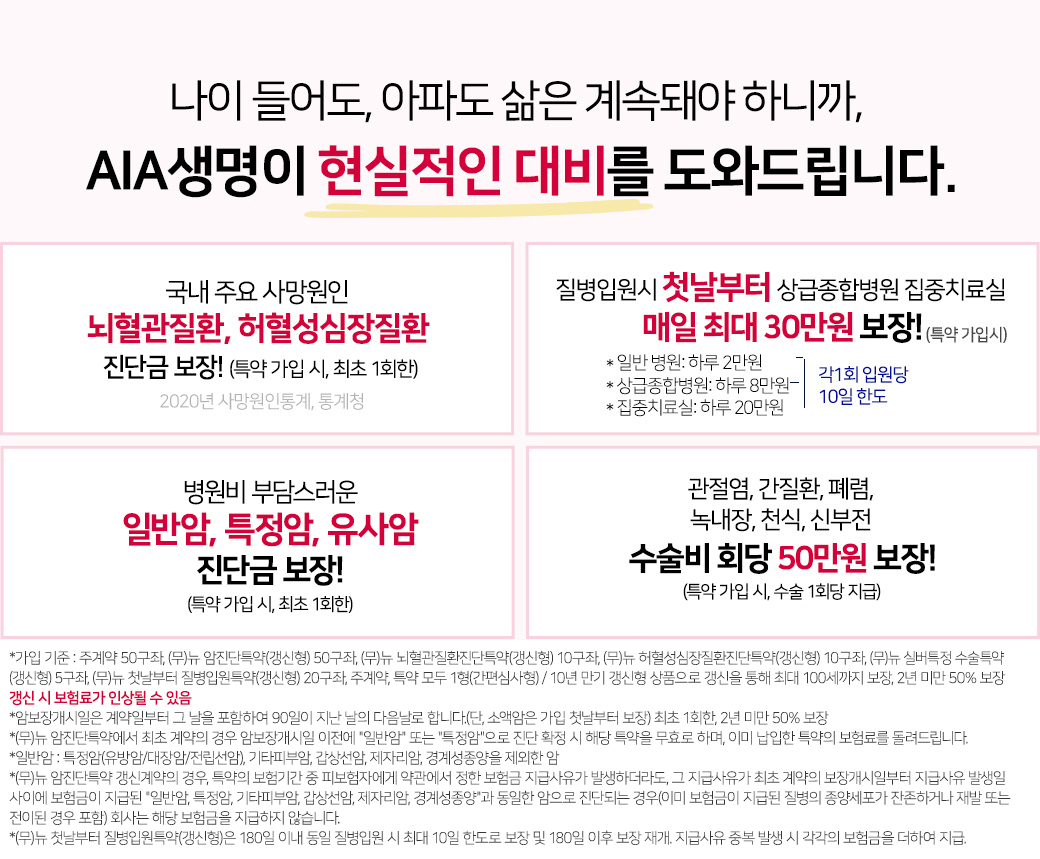 나이 들어도, 아파도 삶은 계속돼야 하니까,
AIA생명이 현실적인 대비를 도와드립니다.
국내 주요 사망원인
뇌혈관질환, 허혈성심장질환
진단금 보장! (특약 가입 시, 최초 1회한)
2020년 사망원인통계, 통계청
질병입원시 첫날부터 상급종합병원 집중치료실
매일 최대 30만원 보장! (특약 가입시)
* 일반 병원: 하루 2만원
* 상급종합병원: 하루 8만원
* 집중치료실: 하루 20만원
각1회 입원당
10일 한도
병원비 부담스러운
일반암, 특정암, 유사암
진단금 보장!
(특약 가입 시, 최초 1회한)
관절염, 간질환, 폐렴,
녹내장, 천식, 신부전
수술비 회당 50만원 보장!
(특약 가입 시, 수술 1회당 지급)
*가입 기준 : 주계약 50구좌, (무)뉴 암진단특약(갱신형) 50구좌, (무)뉴 뇌혈관질환진단특약(갱신형) 10구좌, (무)뉴 허혈성심장질환진단특약(갱신형) 10구좌, (무)뉴 실버특정 수술특약
(갱신형) 5구좌, (무)뉴 첫날부터 질병입원특약(갱신형) 20구좌, 주계약, 특약 모두 1형(간편심사형) / 10년 만기 갱신형 상품으로 갱신을 통해 최대 100세까지 보장, 2년 미만 50% 보장
갱신 시 보험료가 인상될 수 있음
*암보장개시일은 계약일부터 그 날을 포함하여 90일이 지난 날의 다음날로 합니다.(단, 소액암은 가입 첫날부터 보장) 최초 1회한, 2년 미만 50% 보장
*(무)뉴 암진단특약에서 최초 계약의 경우 암보장개시일 이전에 "일반암" 또는 "특정암"으로 진단 확정 시 해당 특약을 무효로 하며, 이미 납입한 특약의 보험료를 돌려드립니다.
*일반암 : 특정암(유방암/대장암/전립선암), 기타피부암, 갑상선암, 제자리암, 경계성종양을 제외한 암
*(무)뉴 암진단특약 갱신계약의 경우, 특약의 보험기간 중 피보험자에게 약관에서 정한 보험금 지급사유가 발생하더라도, 그 지급사유가 최초 계약의 보장개시일부터 지급사유 발생일
사이에 보험금이 지급된 "일반암, 특정암, 기타피부암, 갑상선암, 제자리암, 경계성종양"과 동일한 암으로 진단되는 경우(이미 보험금이 지급된 질병의 종양세포가 잔존하거나 재발 또는
전이된 경우 포함) 회사는 해당 보험금을 지급하지 않습니다.
*(무)뉴 첫날부터 질병입원특약(갱신형)은 180일 이내 동일 질병입원 시 최대 10일 한도로 보장 및 180일 이후 보장 재개. 지급사유 중복 발생 시 각각의 보험금을 더하여 지급.